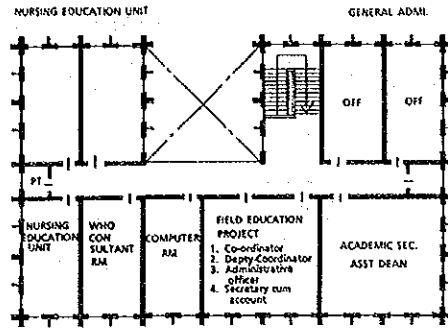 NURSING EDUCATION UNIT
GENERAL ADMI.
OFF
OFF
PT
NURSING
EDUCATION
UNIT
WHO
CON
SULTANT
RM
COMPUTER
RM
FIELD EDUCATION
PROJECT
1. Co-ordinator
2. Depty-Coordinator
3. Administrative
officer
4. Secretary cum
account
ACADEMIC SEC.
ASST DEAN